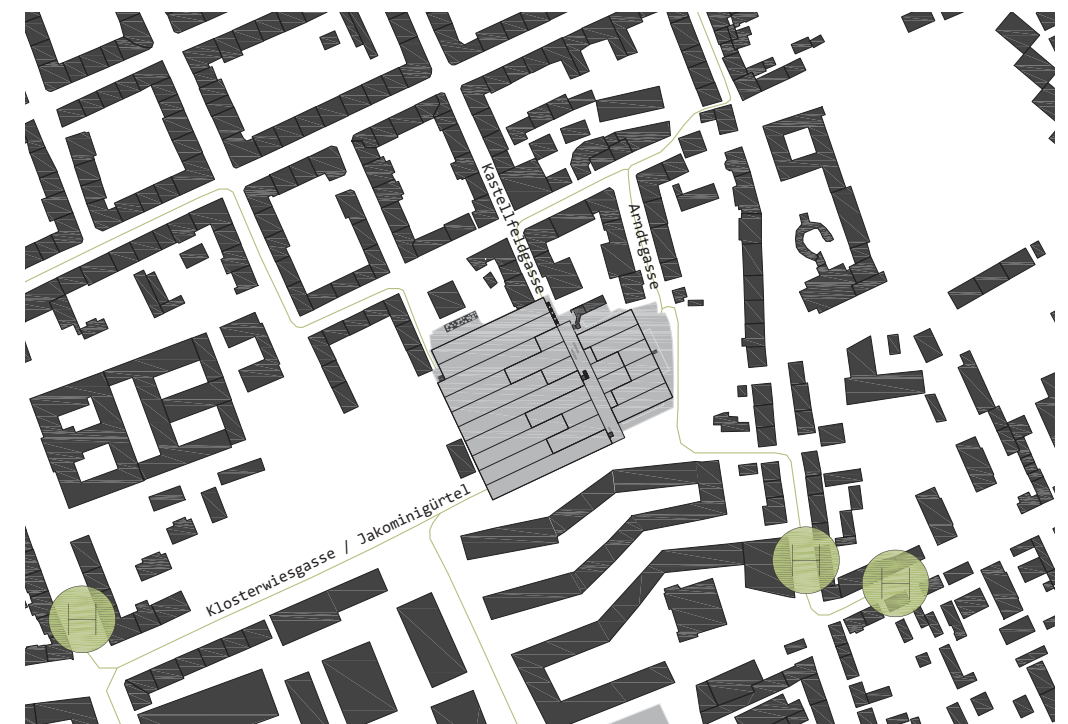 Kastellfeldgasse
Arndtgasse
Klosterwiesgasse / Jakominigürtel
H
H
H